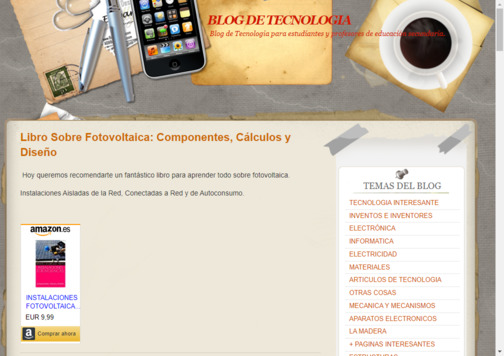 BLOG DE TECNOLOGIA
Blog de Tecnología para estudiantes y profesores de educación secundaria.
Libro Sobre Fotovoltaica: Componentes, Cálculos y
Diseño
Hoy queremos recomendarte un fantástico libro para aprender todo sobre fotovoltaica.
Instalaciones Aisladas de la Red, Conectadas a Red y de Autoconsumo.
amazon.es
INSTALACIONES
FOTOVOLTAICA...
EUR 9.99
a Comprar ahora
TEMAS DEL BLOG
TECNOLOGIA INTERESANTE
INVENTOS E INVENTORES
ELECTRÓNICA
INFORMATICA
ELECTRICIDAD
MATERIALES
ARTICULOS DE TECNOLOGIA
OTRAS COSAS
MECANICA Y MECANISMOS
APARATOS ELECTRONICOS
LA MADERA
+ PAGINAS INTERESANTES
ESTRUCTURAS